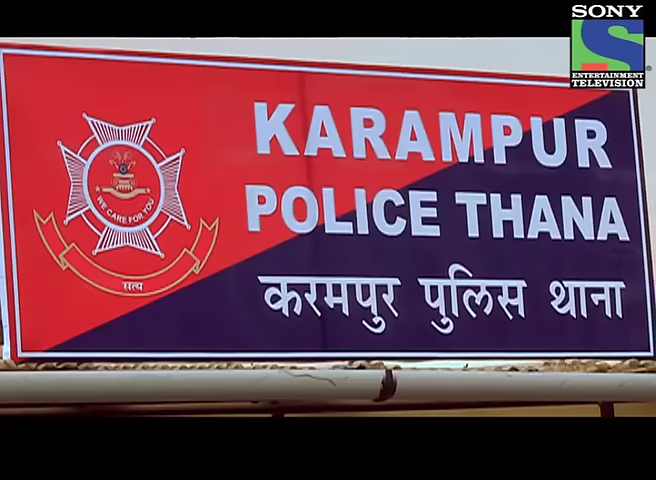 SONY
ENTERTAINMENT
TELEVISION
KARAMPUR
POLICE THANA
करमपुर पुलिस थाना
WE CARE FOR YOU
सत्य